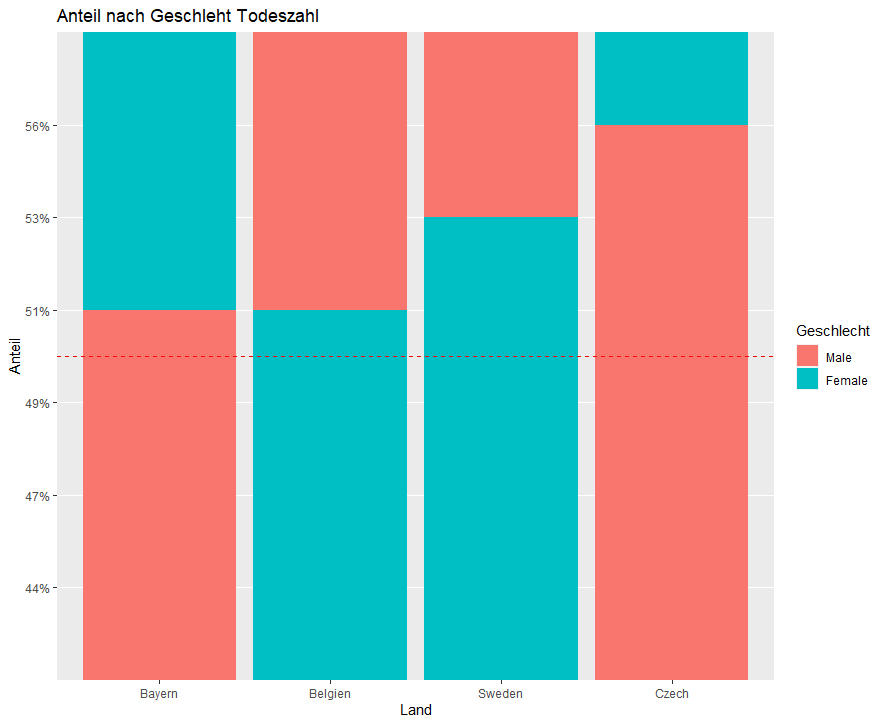 Anteil nach Geschleht Todeszahl
56%
53%
51%
49%
47%
44%
Anteil
Bayern
Belgien
Sweden
Czech
Land
Geschlecht
Male
Female